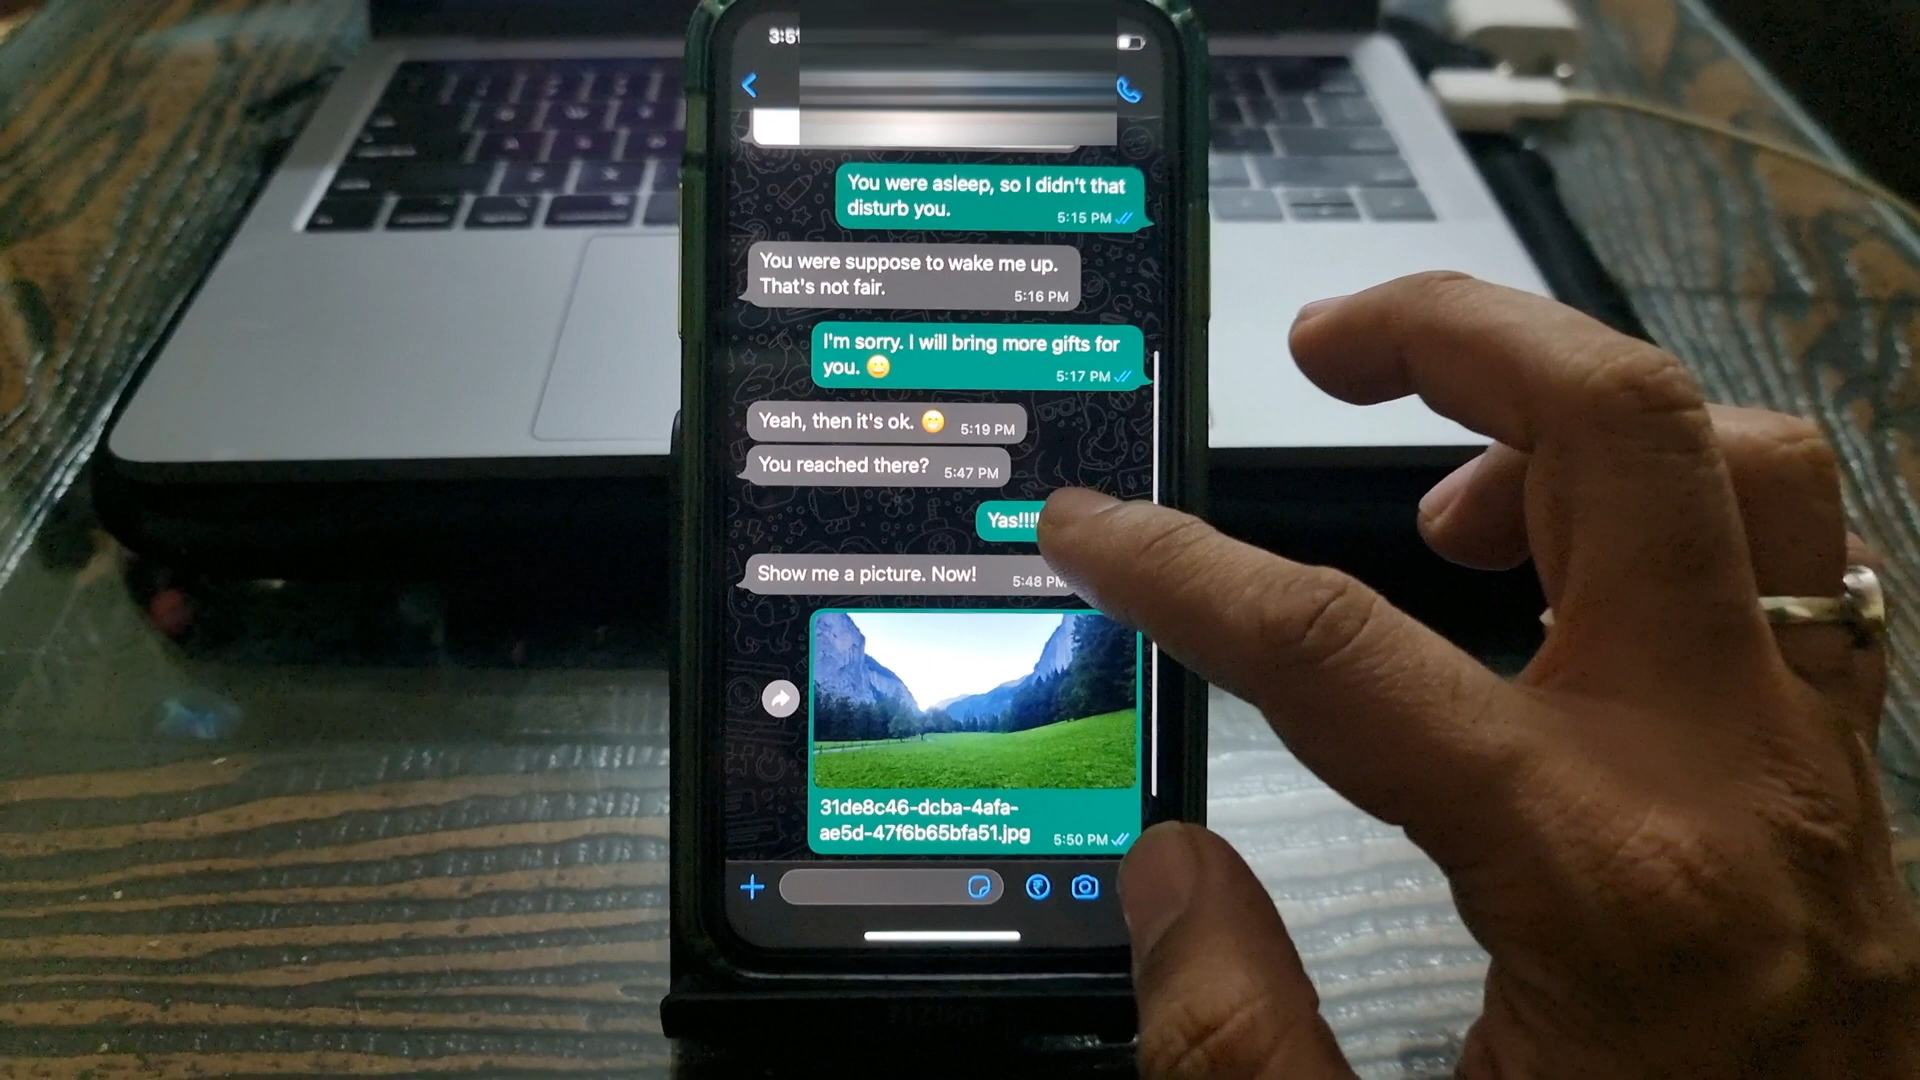 3:5
You were asleep, so I didn't that
disturb you.
5:15 PM
You were suppose to wake me up.
That's not fair.
5:16 PM
I'm sorry. I will bring more gifts for
you. 😀
5:17 PM
Yeah, then it's ok. 😁 5:19 PM
You reached there? 5:47 PM
Yas!!!!
Show me a picture. Now! 5:48 PM
31de8c46-dcba-4afa-
ae5d-47f6b65bfa51.jpg
5:50 PM